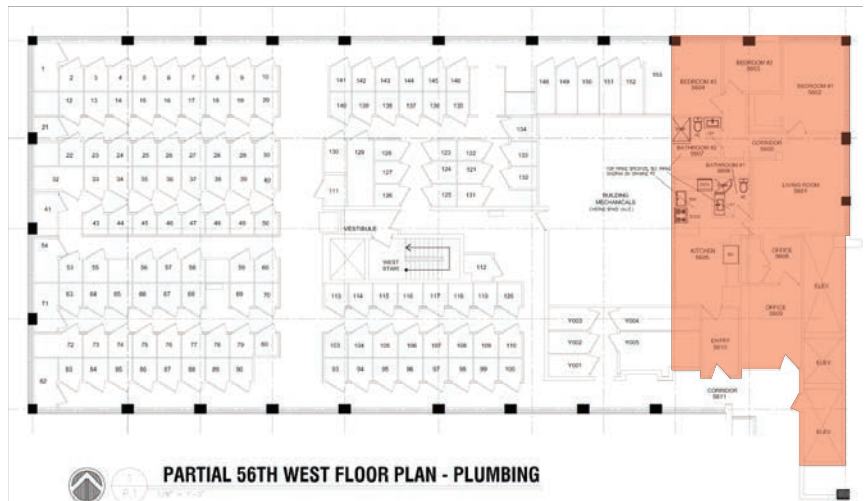 1
2 3 4 5 6 7 8 9 10
12 13 14 15 16 17 18 19 20
21
22 23 24 25 26 27 28 29 30
32 33 34 35 36 37 38 39 40
41
43 44 45 46 47 48 49 50
54
53 55 56 57 58 59 60
63 64 65 66 67 68 69 70
71
72 73 74 75 76 77 78 79 80
82
83 84 85 86 87 88 89 90
141 142 143 144 145 146
140 139 138 137 136 135
148 149 150 151 152 153
134
130 129 128 123 122 133
127 124 121 132
111 126 125 131
VESTIBULE
WEST
STAIR
112
113 114 115 116 117 118 119 120
103 104 105 106 107 108 109 110
93 94 95 96 97 98 99 100
Y003 Y004
Y002 Y005
Y001
BUILDING
MECHANICALS
BEDROOM #3
5604
BEDROOM #2
5603
BEDROOM #1
5602
CORRIDOR
BATHROOM #2
5607
BATHROOM #1
LIVING ROOM
5601
KITCHEN
OFFICE
OFFICE
ENTRY
5610
ELEV
ELEV
ELEV
CORRIDOR
5611
PARTIAL 56TH WEST FLOOR PLAN - PLUMBING